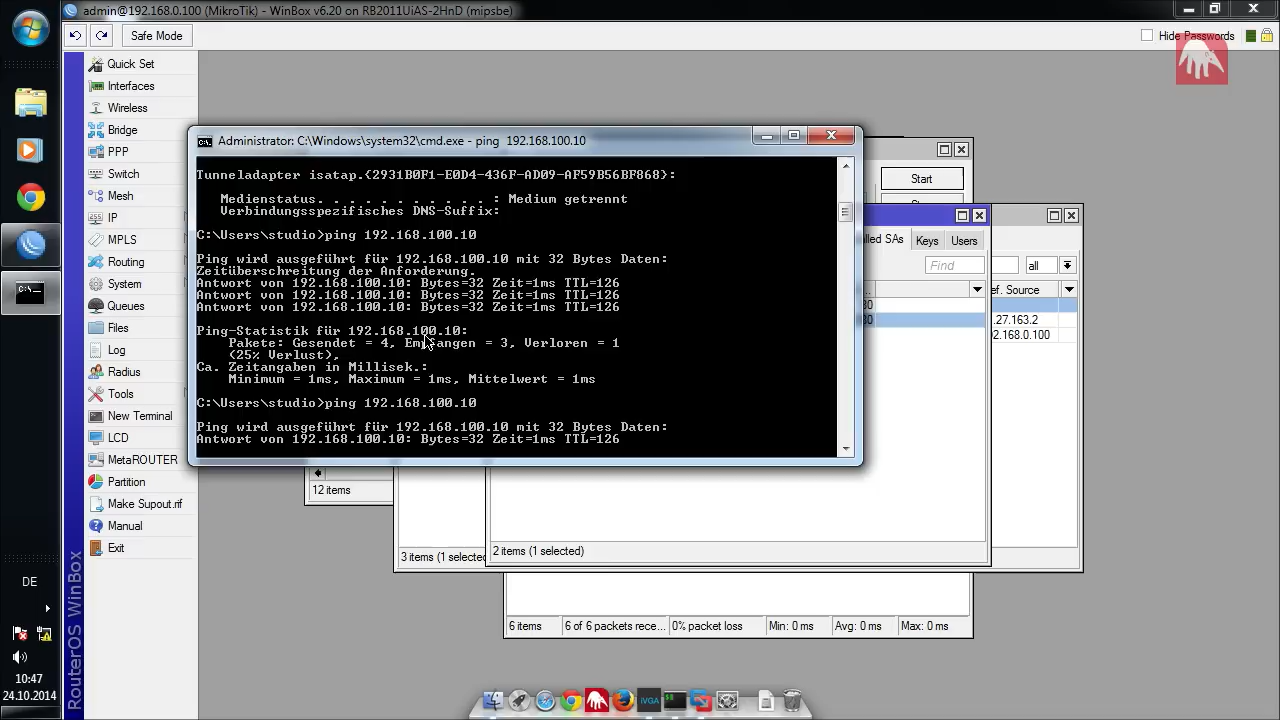 admin@192.168.0.100 (MikroTik) - WinBox v6.20 on RB2011UiAS-2HnD (mipsbe)
Safe Mode
Hide Passwords
Quick Set
Interfaces
Wireless
Bridge
PPP
Switch
Mesh
IP
MPLS
Routing
System
Queues
Files
Log
Radius
Tools
New Terminal
LCD
MetaROUTER
Partition
Make Supout.rif
Manual
Exit
RouterOS WinBox
Administrator: C:\Windows\system32\cmd.exe - ping 192.168.100.10
Tunneladapter isatap.{2931B0F1-E0D4-436F-AD09-AF59B56BF868}:
Medienstatus. . . . . . . . . . . : Medium getrennt
Verbindungsspezifisches DNS-Suffix:
C:\Users\studio>ping 192.168.100.10
Ping wird ausgeführt für 192.168.100.10 mit 32 Bytes Daten:
Zeitüberschreitung der Anforderung.
Antwort von 192.168.100.10: Bytes=32 Zeit=1ms TTL=126
Antwort von 192.168.100.10: Bytes=32 Zeit=1ms TTL=126
Antwort von 192.168.100.10: Bytes=32 Zeit=1ms TTL=126
Ping-Statistik für 192.168.100.10:
Pakete: Gesendet = 4, Empfangen = 3, Verloren = 1
(25% Verlust),
Ca. Zeitangaben in Millisek.:
Minimum = 1ms, Maximum = 1ms, Mittelwert = 1ms
C:\Users\studio>ping 192.168.100.10
Ping wird ausgeführt für 192.168.100.10 mit 32 Bytes Daten:
Antwort von 192.168.100.10: Bytes=32 Zeit=1ms TTL=126
Start
Keys
Users
Find
all
12 items
3 items (1 selected
2 items (1 selected)
6 items
6 of 6 packets rece...
0% packet loss
Min: 0 ms
Avg: 0 ms
Max: 0 ms
DE
10:47
24.10.2014
iVGA